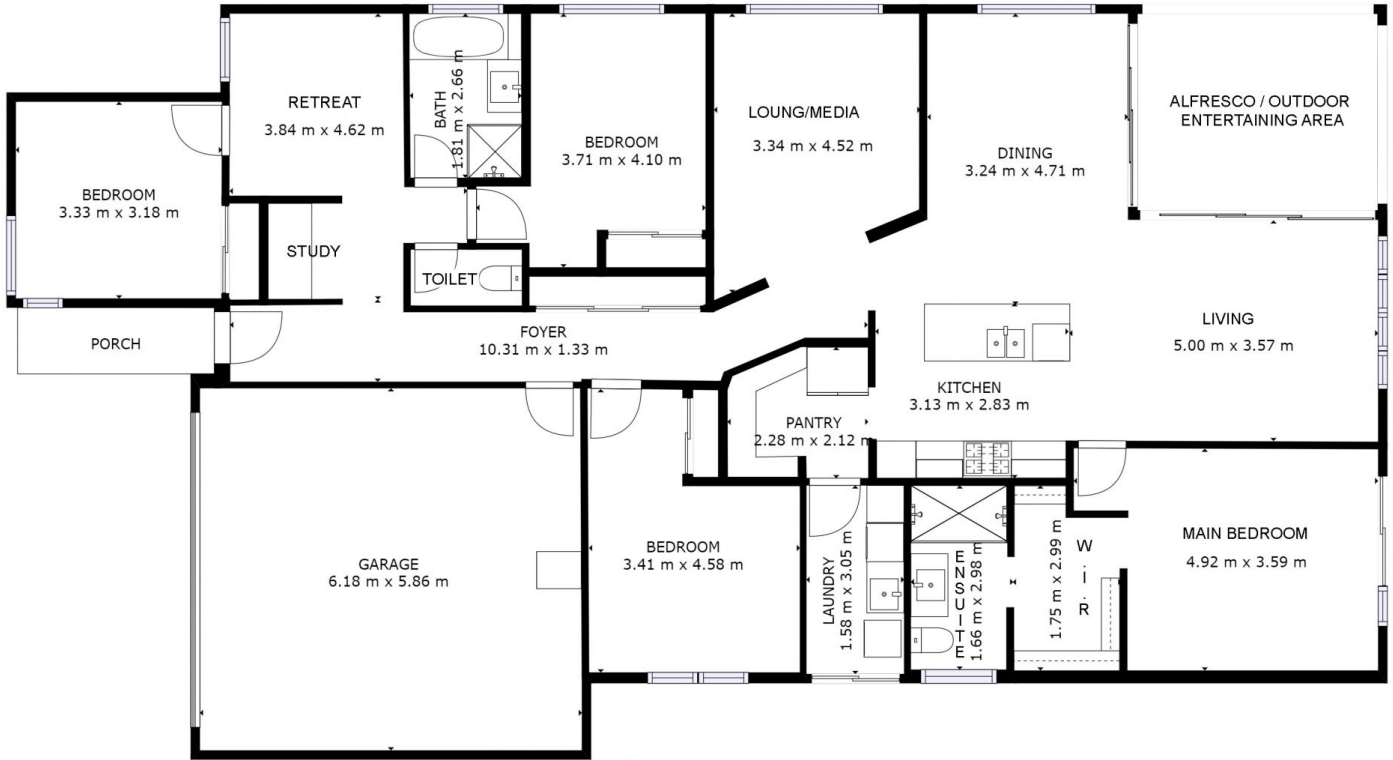 RETREAT
3.84 m x 4.62 m
BATH
1.81 m x 2.66 m
BEDROOM
3.71 m x 4.10 m
LOUNG/MEDIA
3.34 m x 4.52 m
DINING
3.24 m x 4.71 m
ALFRESCO / OUTDOOR
ENTERTAINING AREA
BEDROOM
3.33 m x 3.18 m
STUDY
TOILET
PORCH
FOYER
10.31 m x 1.33 m
LIVING
5.00 m x 3.57 m
KITCHEN
3.13 m x 2.83 m
PANTRY
2.28 m x 2.12 m
GARAGE
6.18 m x 5.86 m
BEDROOM
3.41 m x 4.58 m
LAUNDRY
1.58 m x 3.05 m
ENSUITE
1.66 m x 2.98 m
1.75 m x 2.99 m
W.I.R
MAIN BEDROOM
4.92 m x 3.59 m